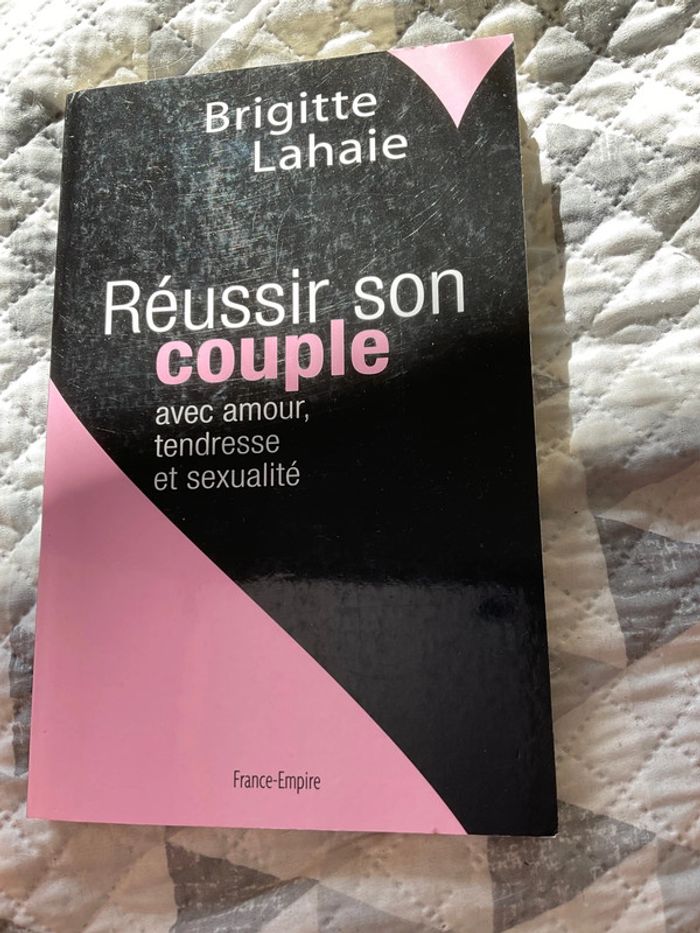 Brigitte
Lahaie
Réussir son
couple
avec amour,
tendresse
et sexualité
France-Empire